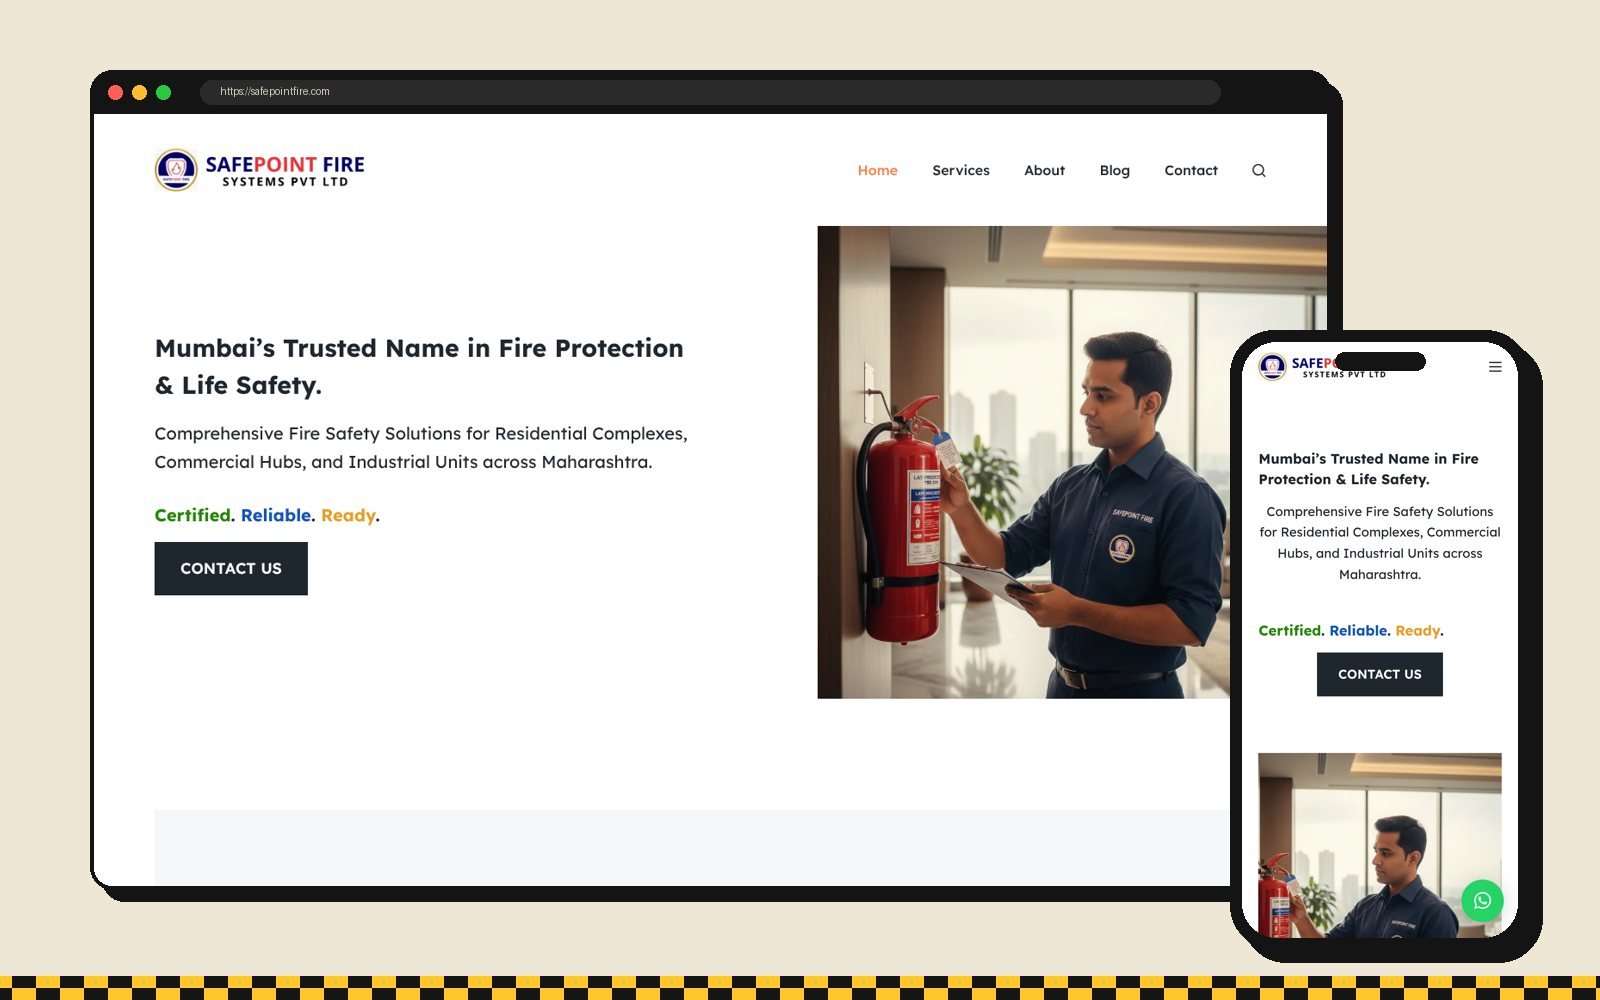 https://safepointfire.com
SAFEPOINT FIRE
SYSTEMS PVT LTD
Home Services About Blog Contact
Mumbai’s Trusted Name in Fire Protection
& Life Safety.
Comprehensive Fire Safety Solutions for Residential Complexes,
Commercial Hubs, and Industrial Units across Maharashtra.
Certified. Reliable. Ready.
CONTACT US
SAFEPOINT FIRE
SAFEP
SYSTEMS PVT LTD
Mumbai’s Trusted Name in Fire
Protection & Life Safety.
Comprehensive Fire Safety Solutions
for Residential Complexes, Commercial
Hubs, and Industrial Units across
Maharashtra.
Certified. Reliable. Ready.
CONTACT US
SAFEPOINT FIRE